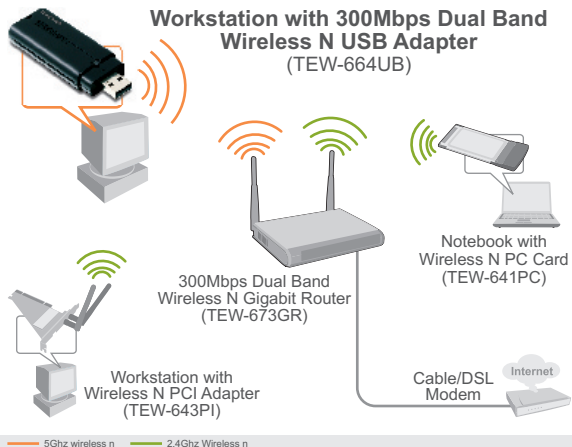 Workstation with 300Mbps Dual Band
Wireless N USB Adapter
(TEW-664UB)
300Mbps Dual Band
Wireless N Gigabit Router
(TEW-673GR)
Notebook with
Wireless N PC Card
(TEW-641PC)
Workstation with
Wireless N PCI Adapter
(TEW-643PI)
Cable/DSL
Modem
Internet
5Ghz wireless n
2.4Ghz Wireless n